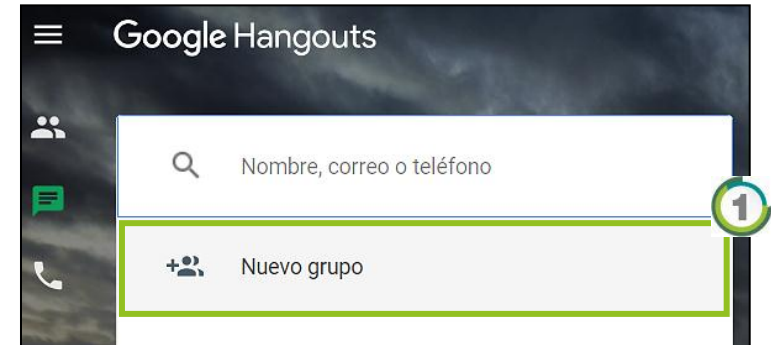 Google Hangouts
Nombre, correo o teléfono
1
Nuevo grupo